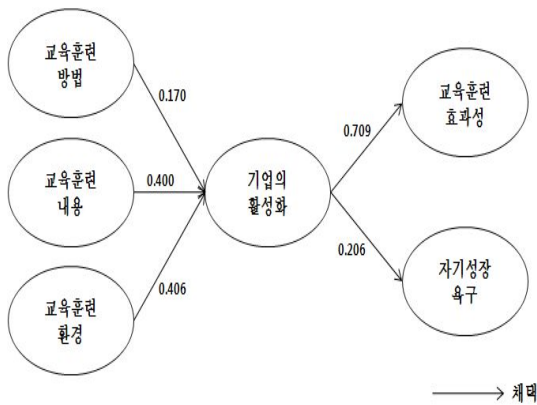 교육훈련
방법
0.170
교육훈련
내용
0.400
교육훈련
환경
0.406
기업의
활성화
0.709
교육훈련
효과성
0.206
자기성장
욕구
채택